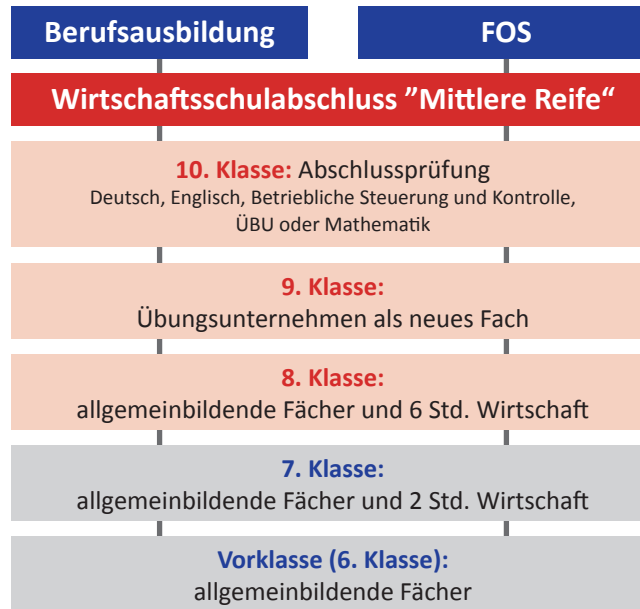 Berufsausbildung
FOS
Wirtschaftsschulabschluss ”Mittlere Reife“
10. Klasse: Abschlussprüfung
Deutsch, Englisch, Betriebliche Steuerung und Kontrolle,
ÜBU oder Mathematik
9. Klasse:
Übungsunternehmen als neues Fach
8. Klasse:
allgemeinbildende Fächer und 6 Std. Wirtschaft
7. Klasse:
allgemeinbildende Fächer und 2 Std. Wirtschaft
Vorklasse (6. Klasse):
allgemeinbildende Fächer